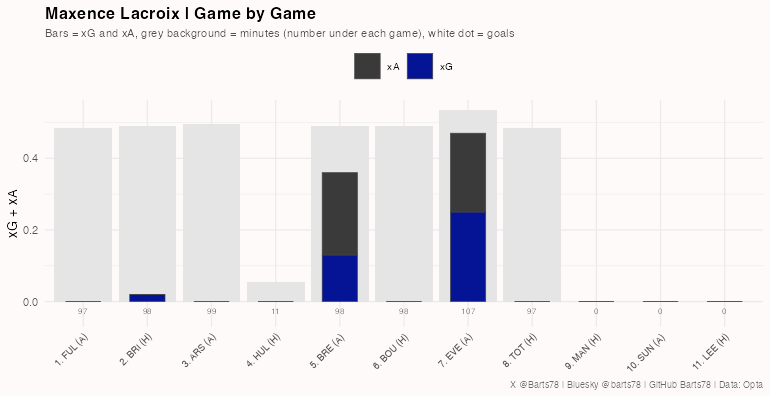 Maxence Lacroix | Game by Game
Bars = xG and xA, grey background = minutes (number under each game), white dot = goals
xA xG
xG + xA
0.4
0.2
0.0
97 98 99 11 98 98 107 97 0 0 0
1. FUL (A) 2. BRI (H) 3. ARS (A) 4. HUL (H) 5. BRE (A) 6. BOU (H) 7. EVE (A) 8. TOT (H) 9. MAN (H) 10. SUN (A) 11. LEE (H)
X @Barts78 | Bluesky @barts78 | GitHub Barts78 | Data: Opta